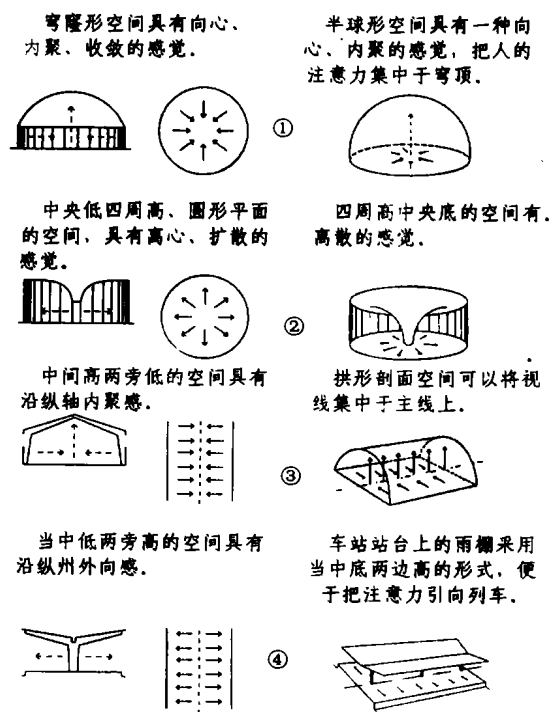 穹隆形空间具有向心、
内聚、收敛的感觉。
半球形空间具有一种向
心、内聚的感觉，把人的
注意力集中于穹顶。
①
中央低四周高、圆形平面
的空间，具有离心、扩散的
感觉。
四周高中央底的空间有
离散的感觉。
②
中间高两旁低的空间具有
沿纵轴内聚感。
拱形剖面空间可以将视
线集中于主线上。
③
当中低两旁高的空间具有
沿纵州外向感。
车站站台上的雨棚采用
当中底两边高的形式，便
于把注意力引向列车。
④